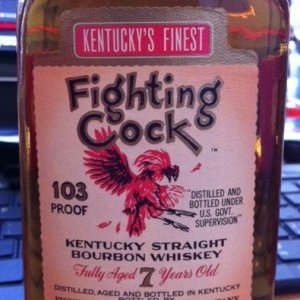 KENTUCKY'S FINEST
Fighting
Cock
TM
103
PROOF
"DISTILLED AND
BOTTLED UNDER
U.S. GOVT.
SUPERVISION"
KENTUCKY STRAIGHT
BOURBON WHISKEY
Fully Aged 7 Years Old
DISTILLED, AGED AND BOTTLED IN KENTUCKY